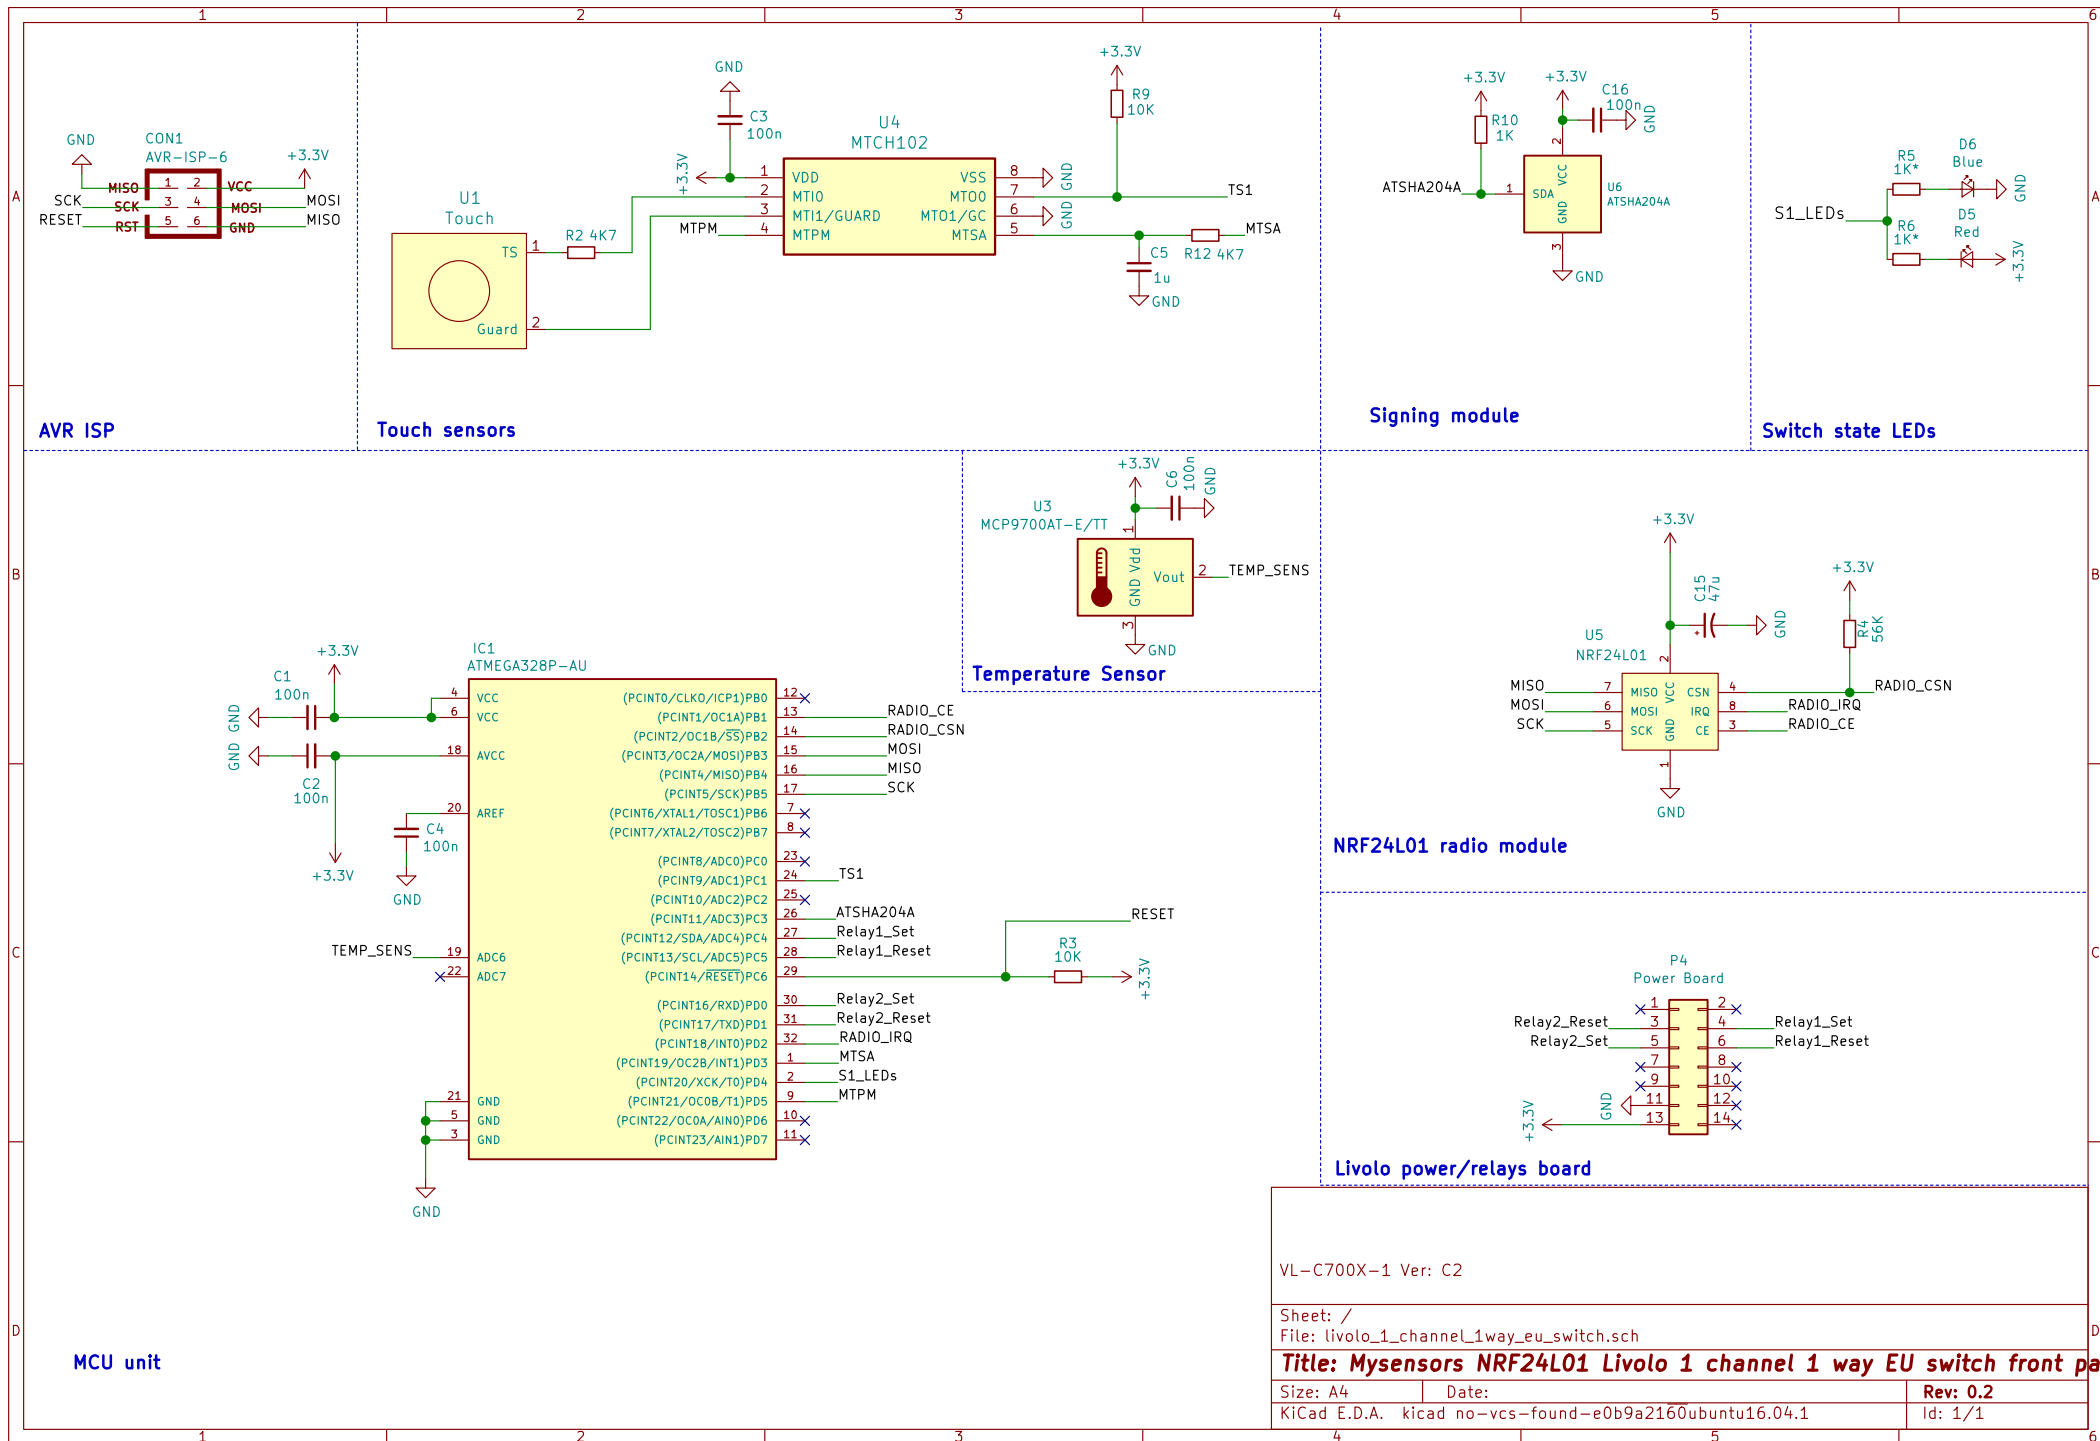 1 2 3 4 5 6
A
B
C
D
GND
CON1
AVR-ISP-6
+3.3V
MISO 1 2 VCC
SCK SCK 3 4 MOSI MOSI
RESET RST 5 6 GND MISO
AVR ISP
U1
Touch
TS 1
Guard 2
R2 4K7
GND
C3
100n
+3.3V
U4
MTCH102
1 VDD
2 MTI0
3 MTI1/GUARD
MTPM 4 MTPM
VSS 8 GND
MTO0 7
MTO1/GC 6 GND
MTSA 5
+3.3V
R9
10K
TS1
C5
1u
GND
R12 4K7
MTSA
Touch sensors
+3.3V
R10
1K
+3.3V
C16
100n
GND
ATSHA204A
1 SDA
2 VCC
GND 3
U6
ATSHA204A
GND
Signing module
S1_LEDs
R5
1K*
D6
Blue
GND
R6
1K*
D5
Red
+3.3V
Switch state LEDs
+3.3V
C6
100n
GND
U3
MCP9700AT-E/TT
1
Vdd
GND
Vout 2
TEMP_SENS
3
GND
Temperature Sensor
IC1
ATMEGA328P-AU
+3.3V
C1
100n
GND
GND
C2
100n
+3.3V
C4
100n
GND
4 VCC
6 VCC
18 AVCC
20 AREF
TEMP_SENS 19 ADC6
22 ADC7
21 GND
5 GND
3 GND
GND
(PCINT0/CLKO/ICP1)PB0 12
(PCINT1/OC1A)PB1 13 RADIO_CE
(PCINT2/OC1B/SS)PB2 14 RADIO_CSN
(PCINT3/OC2A/MOSI)PB3 15 MOSI
(PCINT4/MISO)PB4 16 MISO
(PCINT5/SCK)PB5 17 SCK
(PCINT6/XTAL1/TOSC1)PB6 7
(PCINT7/XTAL2/TOSC2)PB7 8
(PCINT8/ADC0)PC0 23
(PCINT9/ADC1)PC1 24 TS1
(PCINT10/ADC2)PC2 25
(PCINT11/ADC3)PC3 26 ATSHA204A
(PCINT12/SDA/ADC4)PC4 27 Relay1_Set
(PCINT13/SCL/ADC5)PC5 28 Relay1_Reset
(PCINT14/RESET)PC6 29
(PCINT16/RXD)PD0 30 Relay2_Set
(PCINT17/TXD)PD1 31 Relay2_Reset
(PCINT18/INT0)PD2 32 RADIO_IRQ
(PCINT19/OC2B/INT1)PD3 1 MTSA
(PCINT20/XCK/T0)PD4 2 S1_LEDs
(PCINT21/OC0B/T1)PD5 9 MTPM
(PCINT22/OC0A/AIN0)PD6 10
(PCINT23/AIN1)PD7 11
RESET
R3
10K
+3.3V
MCU unit
+3.3V
C15
47u
GND
+3.3V
R4
56K
U5
NRF24L01
2
VCC
MISO 7 MISO CSN 4 RADIO_CSN
MOSI 6 MOSI IRQ 8 RADIO_IRQ
SCK 5 SCK CE 3 RADIO_CE
GND
1
GND
NRF24L01 radio module
P4
Power Board
1 2
Relay2_Reset 3 4 Relay1_Set
Relay2_Set 5 6 Relay1_Reset
7 8
9 10
GND 11 12
+3.3V 13 14
Livolo power/relays board
VL-C700X-1 Ver: C2
Sheet: /
File: livolo_1_channel_1way_eu_switch.sch
Title: Mysensors NRF24L01 Livolo 1 channel 1 way EU switch front pa
Size: A4 Date: Rev: 0.2
KiCad E.D.A. kicad no-vcs-found-e0b9a2160ubuntu16.04.1 Id: 1/1
A
B
C
D
1 2 3 4 5 6